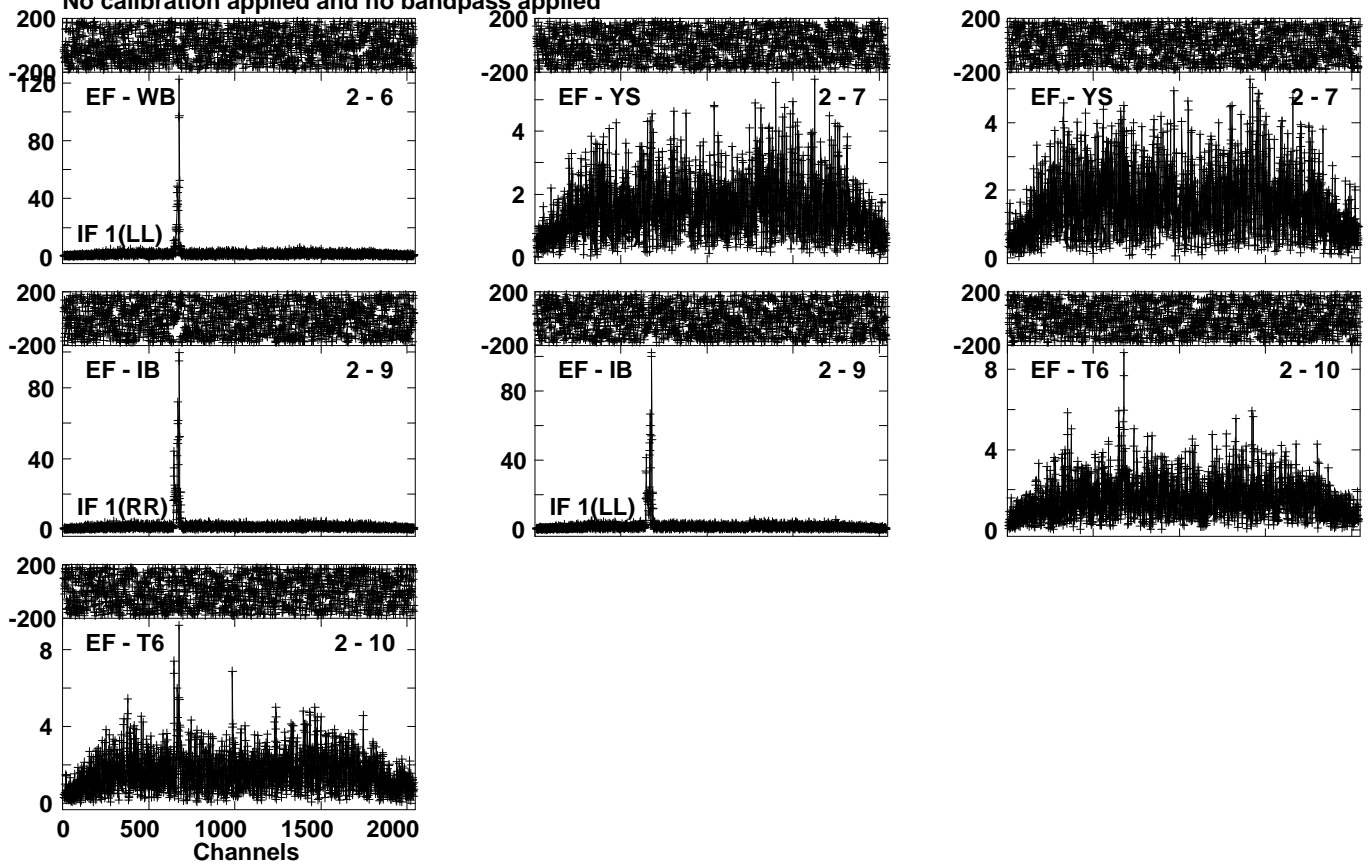 No calibration applied and no bandpass applied
200
-200
120
80
40
0
EF - WB 2 - 6
IF 1(LL)
200
-200
4
2
0
EF - YS 2 - 7
200
-200
4
2
0
EF - YS 2 - 7
200
-200
80
40
0
EF - IB 2 - 9
IF 1(RR)
200
-200
80
40
0
EF - IB 2 - 9
IF 1(LL)
200
-200
8
4
0
EF - T6 2 - 10
200
-200
8
4
0
EF - T6 2 - 10
0 500 1000 1500 2000
Channels